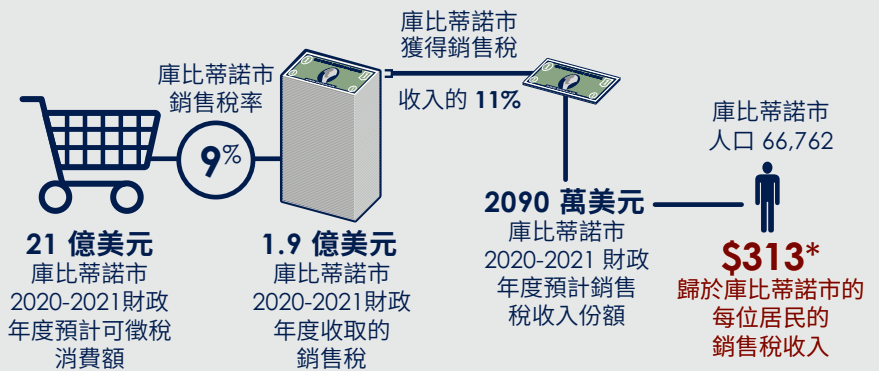 庫比蒂諾市
銷售稅率
9%
21 億美元
庫比蒂諾市
2020-2021財政
年度預計可徵稅
消費額
1.9 億美元
庫比蒂諾市
2020-2021財政
年度收取的
銷售稅
庫比蒂諾市
獲得銷售稅
收入的 11%
2090 萬美元
庫比蒂諾市
2020-2021 財政
年度預計銷售
稅收入份額
庫比蒂諾市
人口 66,762
$313*
歸於庫比蒂諾市的
每位居民的
銷售稅收入